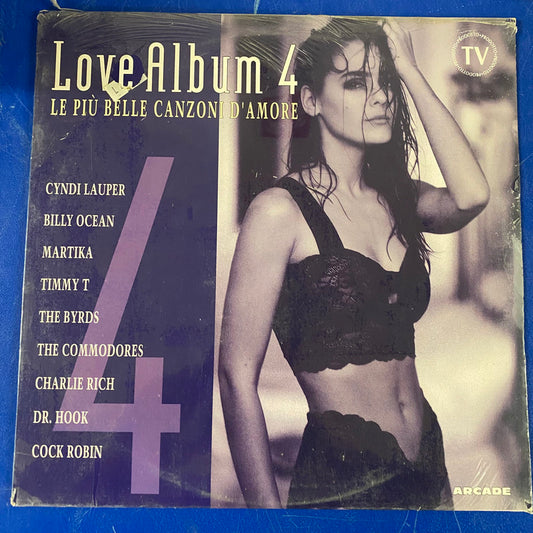 Love Album 4
LE PIÙ BELLE CANZONI D'AMORE
TV
4
CYNDI LAUPER
BILLY OCEAN
MARTIKA
TIMMY T
THE BYRDS
THE COMMODORES
CHARLIE RICH
DR. HOOK
COCK ROBIN
ARCADE